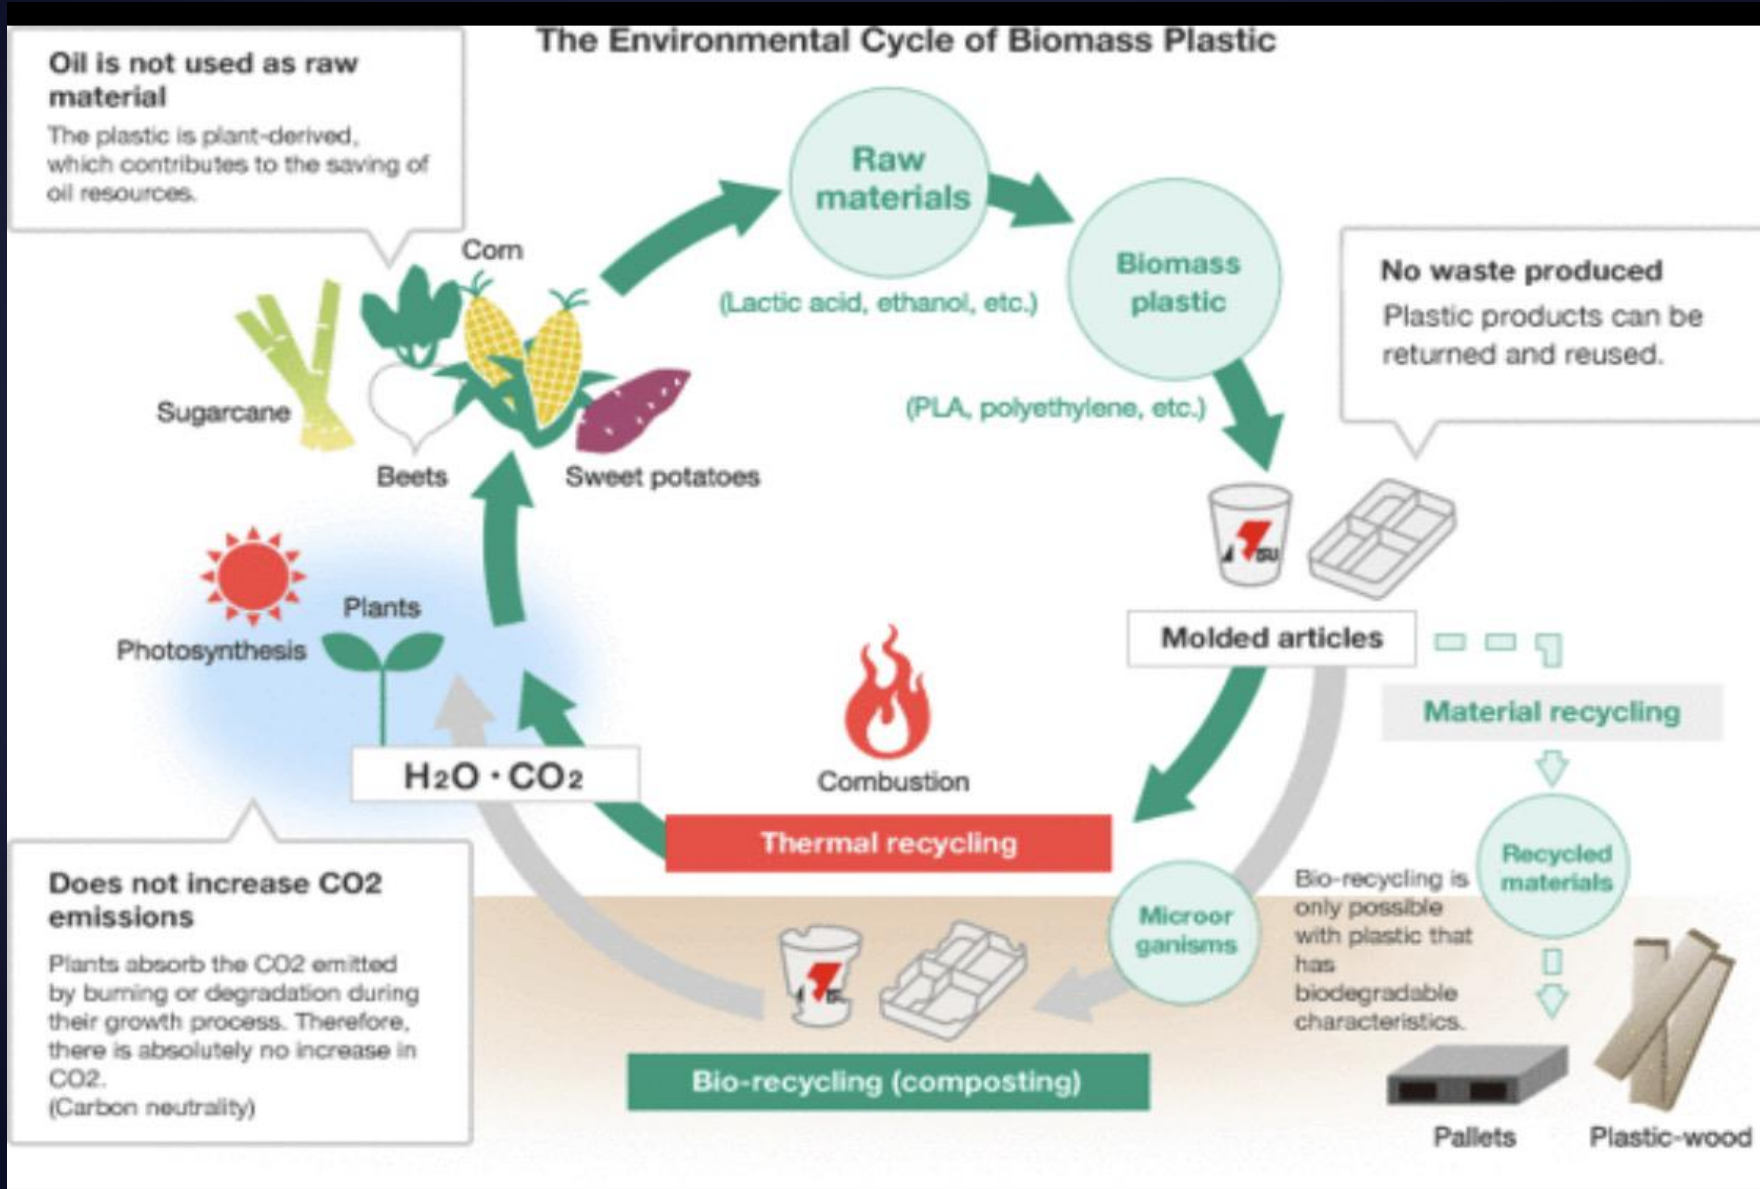 The Environmental Cycle of Biomass Plastic
Oil is not used as raw
material
The plastic is plant-derived,
which contributes to the saving of
oil resources.
Corn
Sugarcane
Beets
Sweet potatoes
Raw
materials
(Lactic acid, ethanol, etc.)
Biomass
plastic
(PLA, polyethylene, etc.)
No waste produced
Plastic products can be
returned and reused.
Photosynthesis
Plants
H2O・CO2
Combustion
Thermal recycling
Molded articles
Material recycling
Recycled
materials
Microor
ganisms
Bio-recycling is
only possible
with plastic that
has
biodegradable
characteristics.
Does not increase CO2
emissions
Plants absorb the CO2 emitted
by burning or degradation during
their growth process. Therefore,
there is absolutely no increase in
CO2.
(Carbon neutrality)
Bio-recycling (composting)
Pallets
Plastic-wood